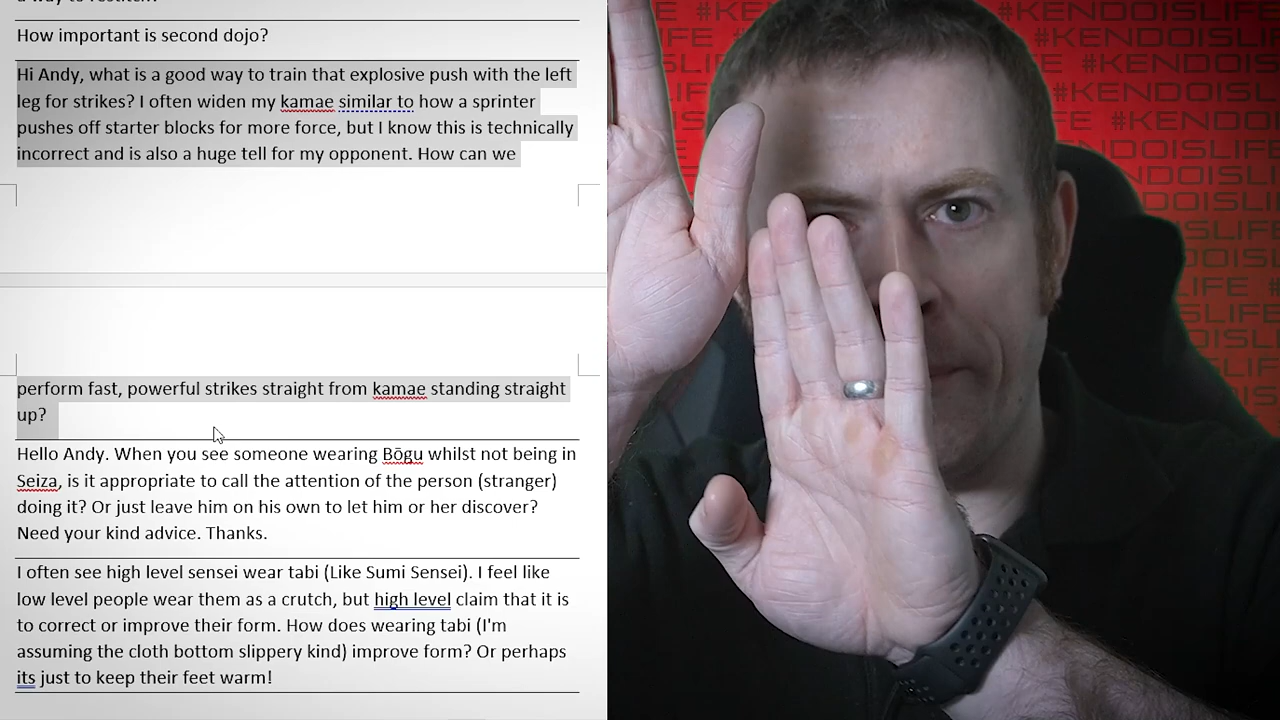 How important is second dojo?
Hi Andy, what is a good way to train that explosive push with the left
leg for strikes? I often widen my kamae similar to how a sprinter
pushes off starter blocks for more force, but I know this is technically
incorrect and is also a huge tell for my opponent. How can we
perform fast, powerful strikes straight from kamae standing straight
up?
Hello Andy. When you see someone wearing Bōgu whilst not being in
Seiza, is it appropriate to call the attention of the person (stranger)
doing it? Or just leave him on his own to let him or her discover?
Need your kind advice. Thanks.
I often see high level sensei wear tabi (Like Sumi Sensei). I feel like
low level people wear them as a crutch, but high level claim that it is
to correct or improve their form. How does wearing tabi (I'm
assuming the cloth bottom slippery kind) improve form? Or perhaps
its just to keep their feet warm!
#KENDOISLIFE